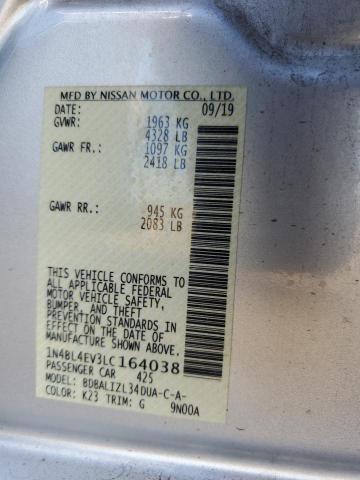 MFD BY NISSAN MOTOR CO., LTD.
DATE: 09/19
GVWR: 1963 KG
4328 LB
GAWR FR.: 1097 KG
2418 LB
GAWR RR.: 945 KG
2083 LB
THIS VEHICLE CONFORMS TO
ALL APPLICABLE FEDERAL
MOTOR VEHICLE SAFETY,
BUMPER, AND THEFT
PREVENTION STANDARDS IN
EFFECT ON THE DATE OF
MANUFACTURE SHOWN ABOVE.
1N4BL4EV3LC164038
PASSENGER CAR 425
MODEL: BDBALIZL34DUA-C-A-
COLOR: K23 TRIM: G 9N00A